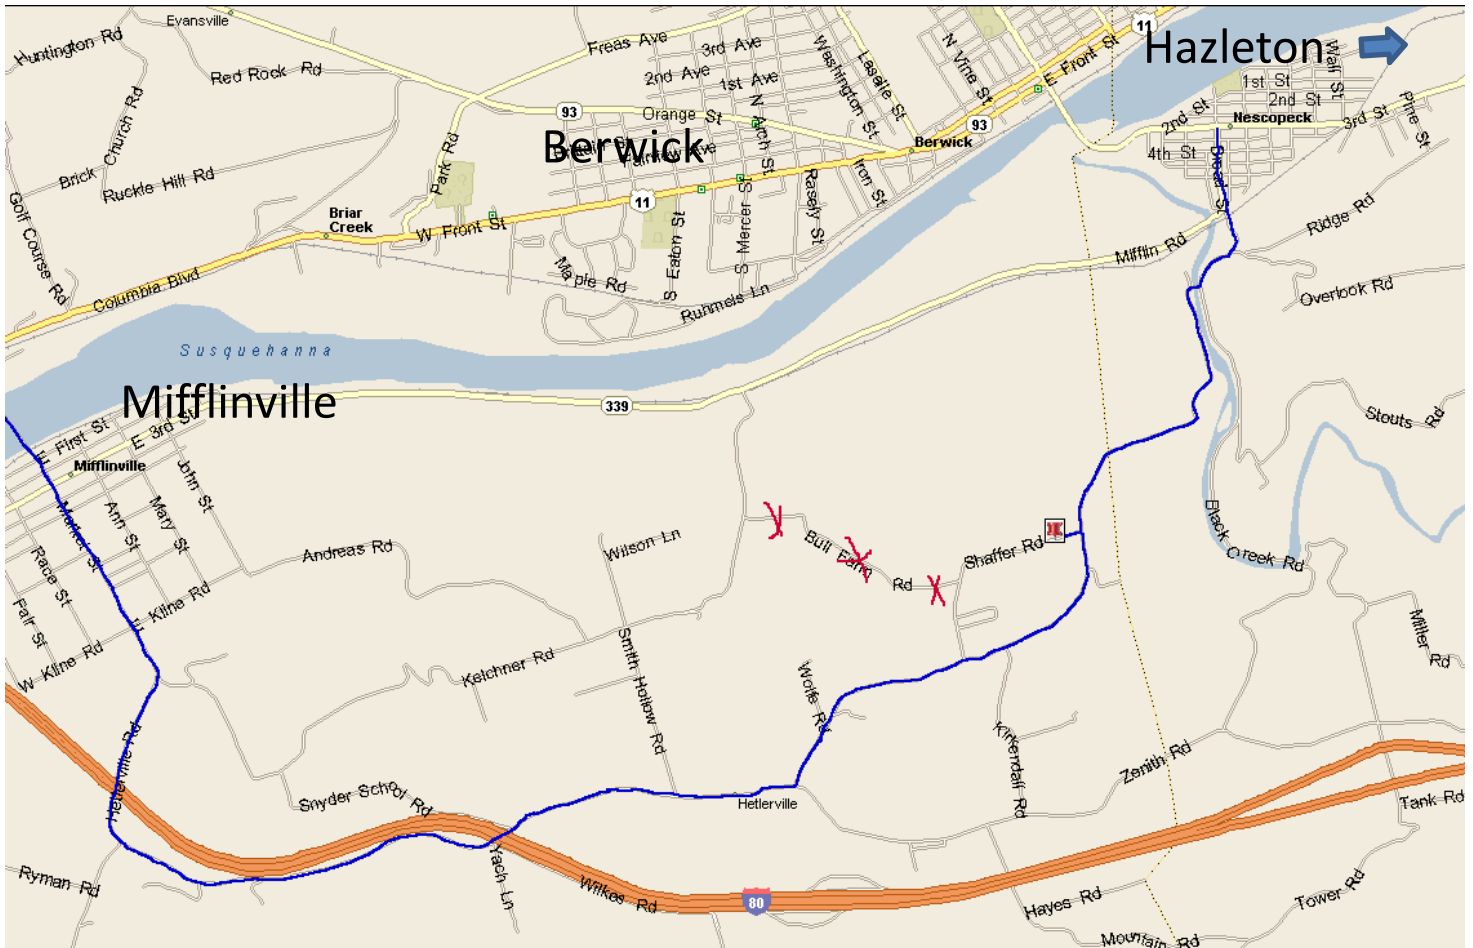 Evansville
Huntington Rd
Red Rock Rd
Freas Ave
3rd Ave
2nd Ave
1st Ave
Washington St
Lasalle St
N Vine St
E Front St
11
Hazleton
Wall St
1st St
2nd St
2nd St
3rd St
Pine St
Nescopeck
4th St
Broad St
93
Orange St
N Arch St
Berwick
93
Berwick
Church Rd
Brick
Ruckle Hill Rd
Park Rd
Iron St
Rasely St
S Mercer St
S Eaton St
11
Briar
Creek
W Front St
Golf Course Rd
Columbia Blvd
Maple Rd
Ruhmels Ln
Mifflin Rd
Ridge Rd
Overlook Rd
Susquehanna
Mifflinville
339
Stouts Rd
E First St
E 3rd St
Mifflinville
John St
Market St
Ann St
Mary St
Race St
Fair St
Andreas Rd
Wilson Ln
Bull Farm Rd
Shaffer Rd
Black Creek Rd
E Kline Rd
W Kline Rd
Kelchner Rd
Smith Hollow Rd
Wolfe Rd
Miller Rd
Hetlerville Rd
Kirkendall Rd
Zenith Rd
Snyder School Rd
Hetlerville
Tank Rd
Ryman Rd
Yach Ln
Wilkes Rd
80
Hayes Rd
Tower Rd
Mountain Rd